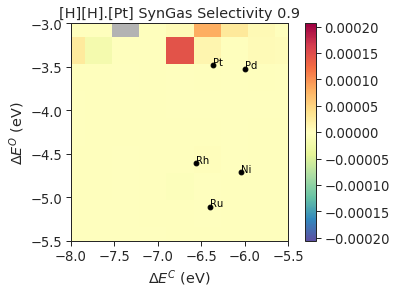 [H][H].[Pt] SynGas Selectivity 0.9
−3.0
−3.5
−4.0
−4.5
−5.0
−5.5
ΔE^O (eV)
Pt
Pd
Rh
Ni
Ru
−8.0 −7.5 −7.0 −6.5 −6.0 −5.5
ΔE^C (eV)
0.00020
0.00015
0.00010
0.00005
0.00000
−0.00005
−0.00010
−0.00015
−0.00020